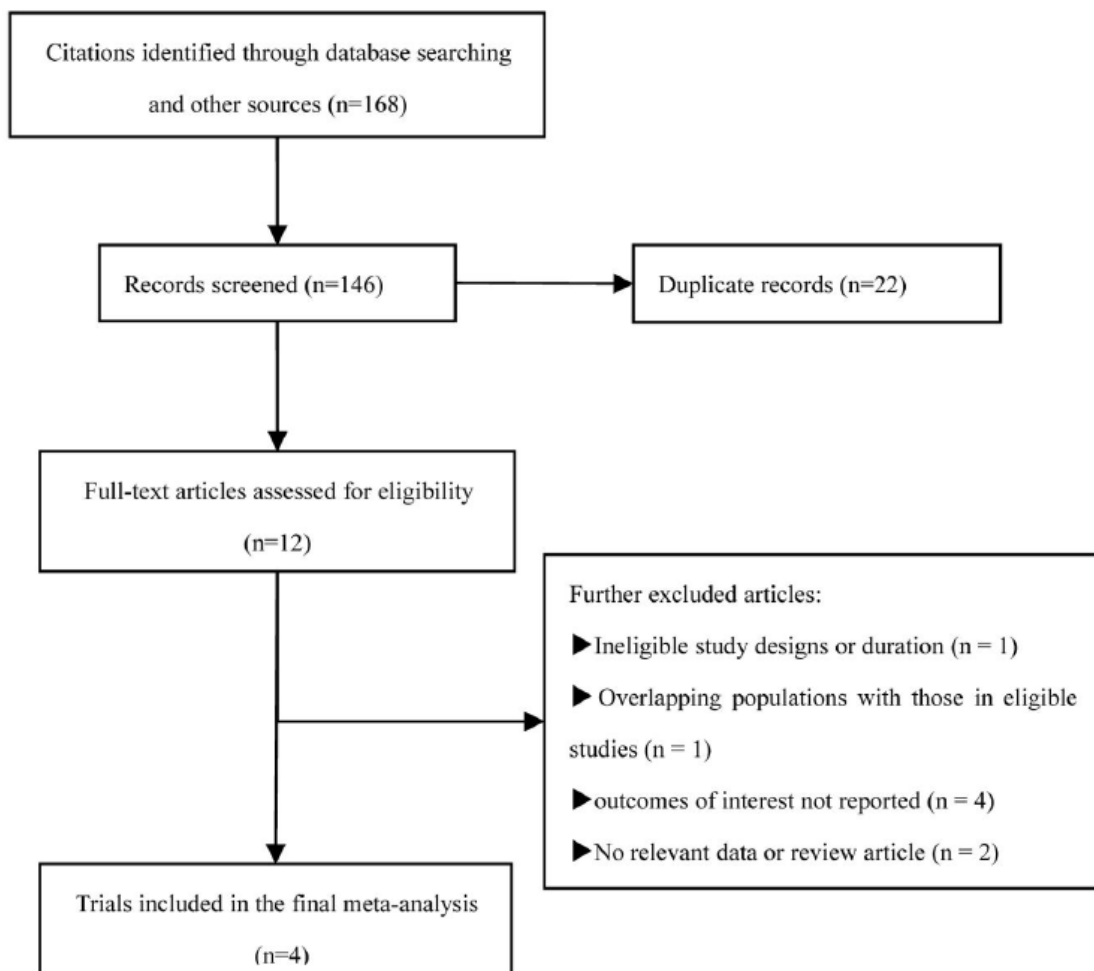 Citations identified through database searching
and other sources (n=168)
Records screened (n=146)
Duplicate records (n=22)
Full-text articles assessed for eligibility
(n=12)
Further excluded articles:
▶Ineligible study designs or duration (n = 1)
▶ Overlapping populations with those in eligible
studies (n = 1)
▶outcomes of interest not reported (n = 4)
▶No relevant data or review article (n = 2)
Trials included in the final meta-analysis
(n=4)